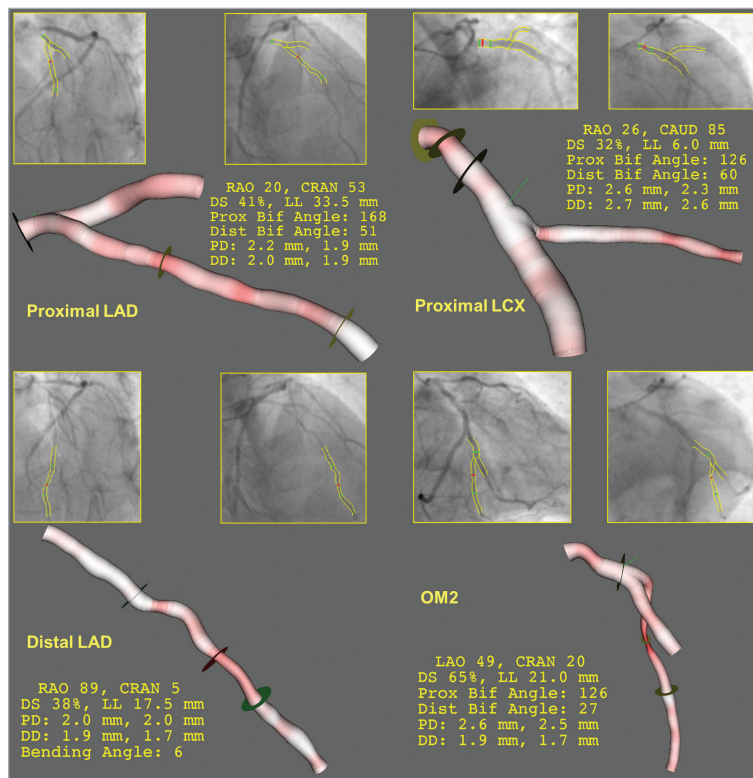 RAO 20, CRAN 53
DS 41%, LL 33.5 mm
Prox Bif Angle: 168
Dist Bif Angle: 51
PD: 2.2 mm, 1.9 mm
DD: 2.0 mm, 1.9 mm
Proximal LAD
RAO 26, CAUD 85
DS 32%, LL 6.0 mm
Prox Bif Angle: 126
Dist Bif Angle: 60
PD: 2.6 mm, 2.3 mm
DD: 2.7 mm, 2.6 mm
Proximal LCX
Distal LAD
RAO 89, CRAN 5
DS 38%, LL 17.5 mm
PD: 2.0 mm, 2.0 mm
DD: 1.9 mm, 1.7 mm
Bending Angle: 6
OM2
LAO 49, CRAN 20
DS 65%, LL 21.0 mm
Prox Bif Angle: 126
Dist Bif Angle: 27
PD: 2.6 mm, 2.5 mm
DD: 1.9 mm, 1.7 mm